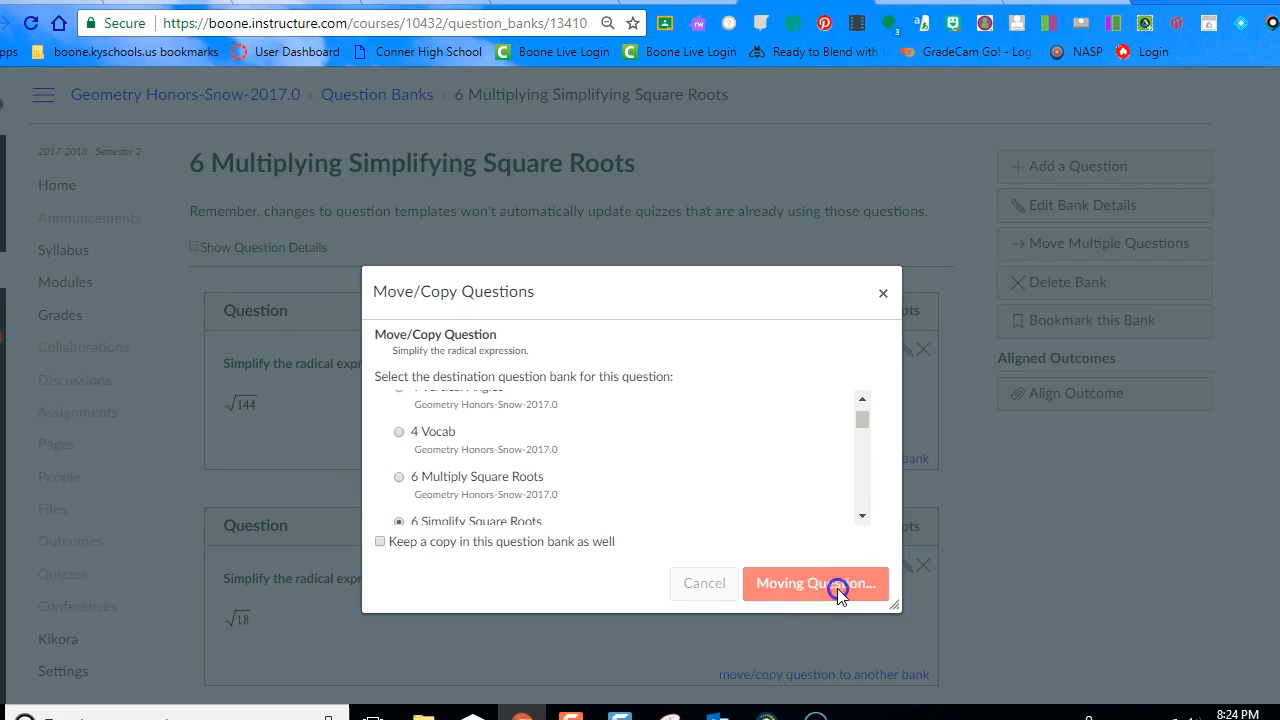 Secure
https://boone.instructure.com/courses/10432/question_banks/13410
boone.kyschools.us bookmarks
User Dashboard
Conner High School
Boone Live Login
Boone Live Login
Ready to Blend with
GradeCam Go! - Log
NASP
Login
Geometry Honors-Snow-2017.0 › Question Banks › 6 Multiplying Simplifying Square Roots
2017-2018 - Semester 2
Home
Announcements
Syllabus
Modules
Grades
Collaborations
Discussions
Assignments
Pages
People
Files
Outcomes
Quizzes
Conferences
Kikora
Settings
6 Multiplying Simplifying Square Roots
Remember, changes to question templates won't automatically update quizzes that are already using those questions.
Show Question Details
Question
pts
Simplify the radical expr
√144
bank
Question
pts
Simplify the radical expr
√18
move/copy question to another bank
Add a Question
Edit Bank Details
Move Multiple Questions
Delete Bank
Bookmark this Bank
Aligned Outcomes
Align Outcome
Move/Copy Questions
Move/Copy Question
Simplify the radical expression.
Select the destination question bank for this question:
Geometry Honors-Snow-2017.0
4 Vocab
Geometry Honors-Snow-2017.0
6 Multiply Square Roots
Geometry Honors-Snow-2017.0
6 Simplify Square Roots
Keep a copy in this question bank as well
Cancel
Moving Question...
8:24 PM